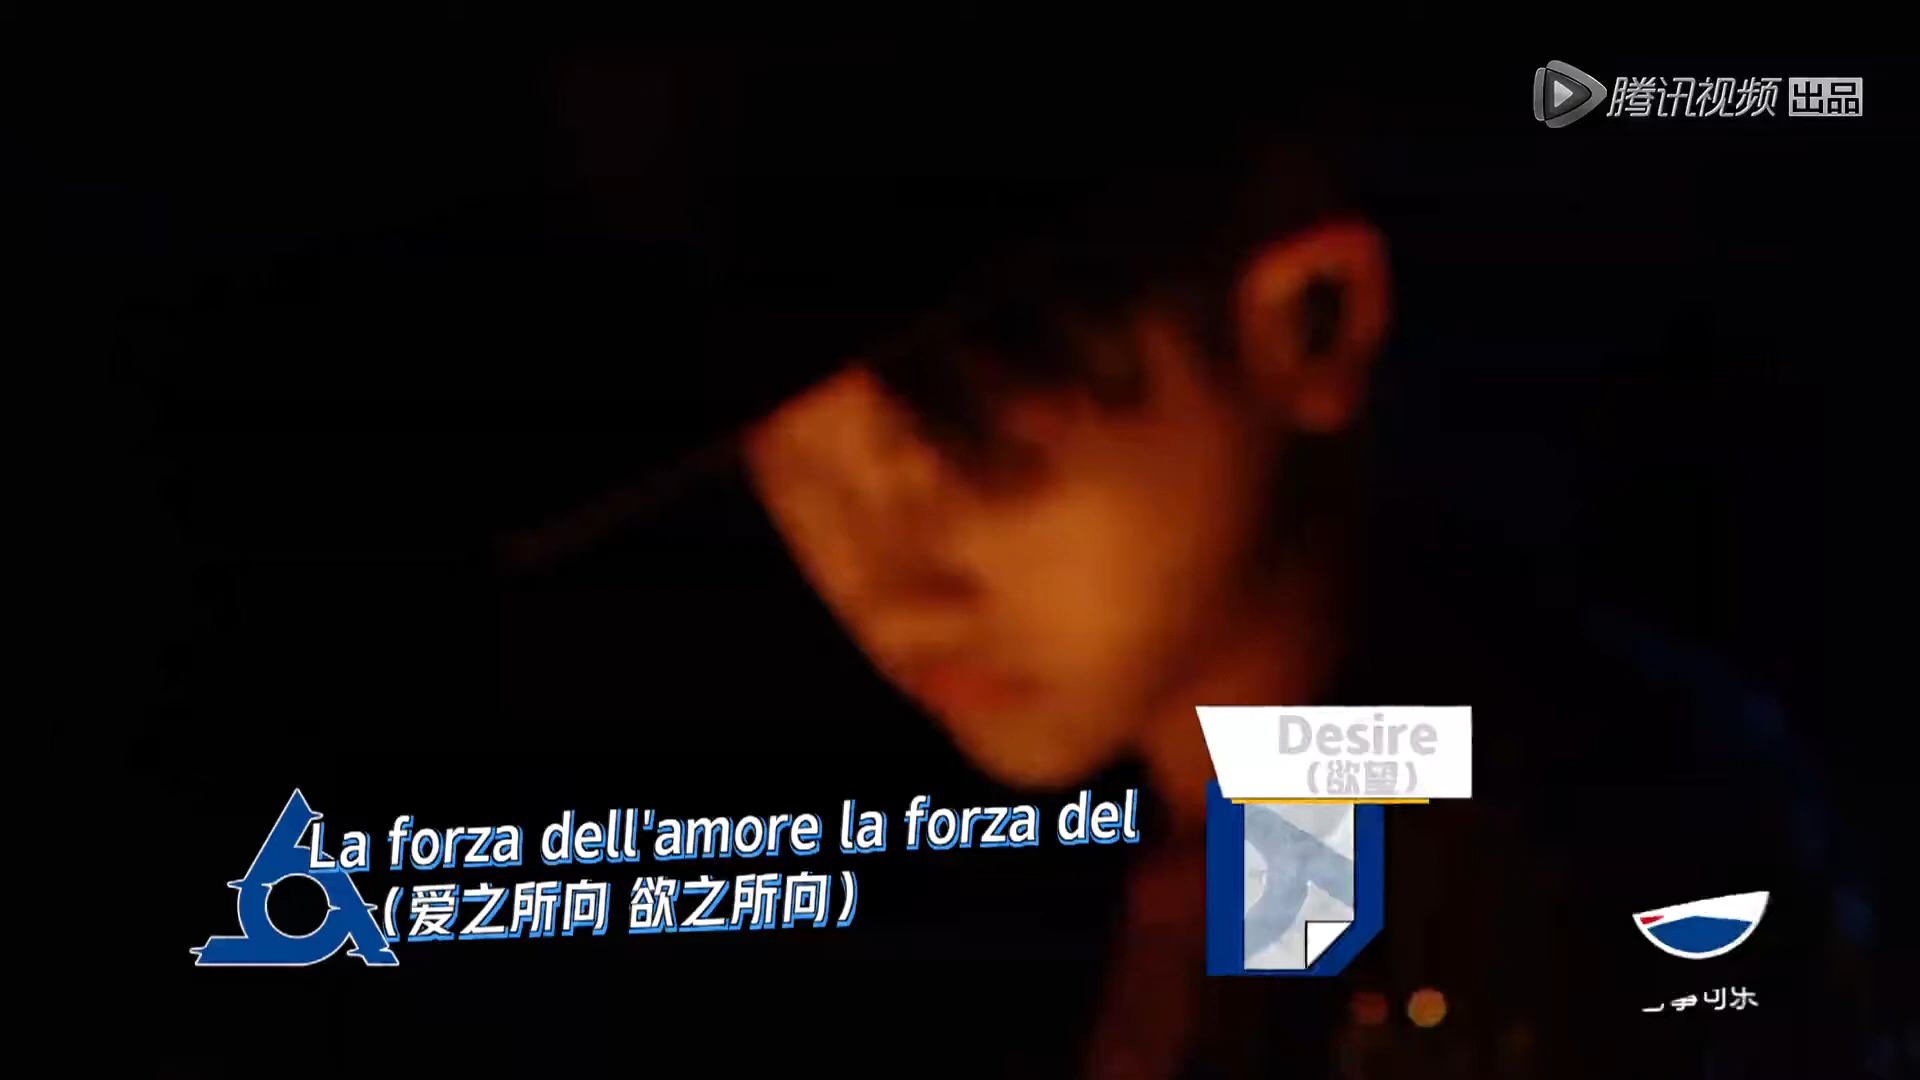 腾讯视频 出品
Desire
（欲望）
La forza dell'amore la forza del
（爱之所向 欲之所向）